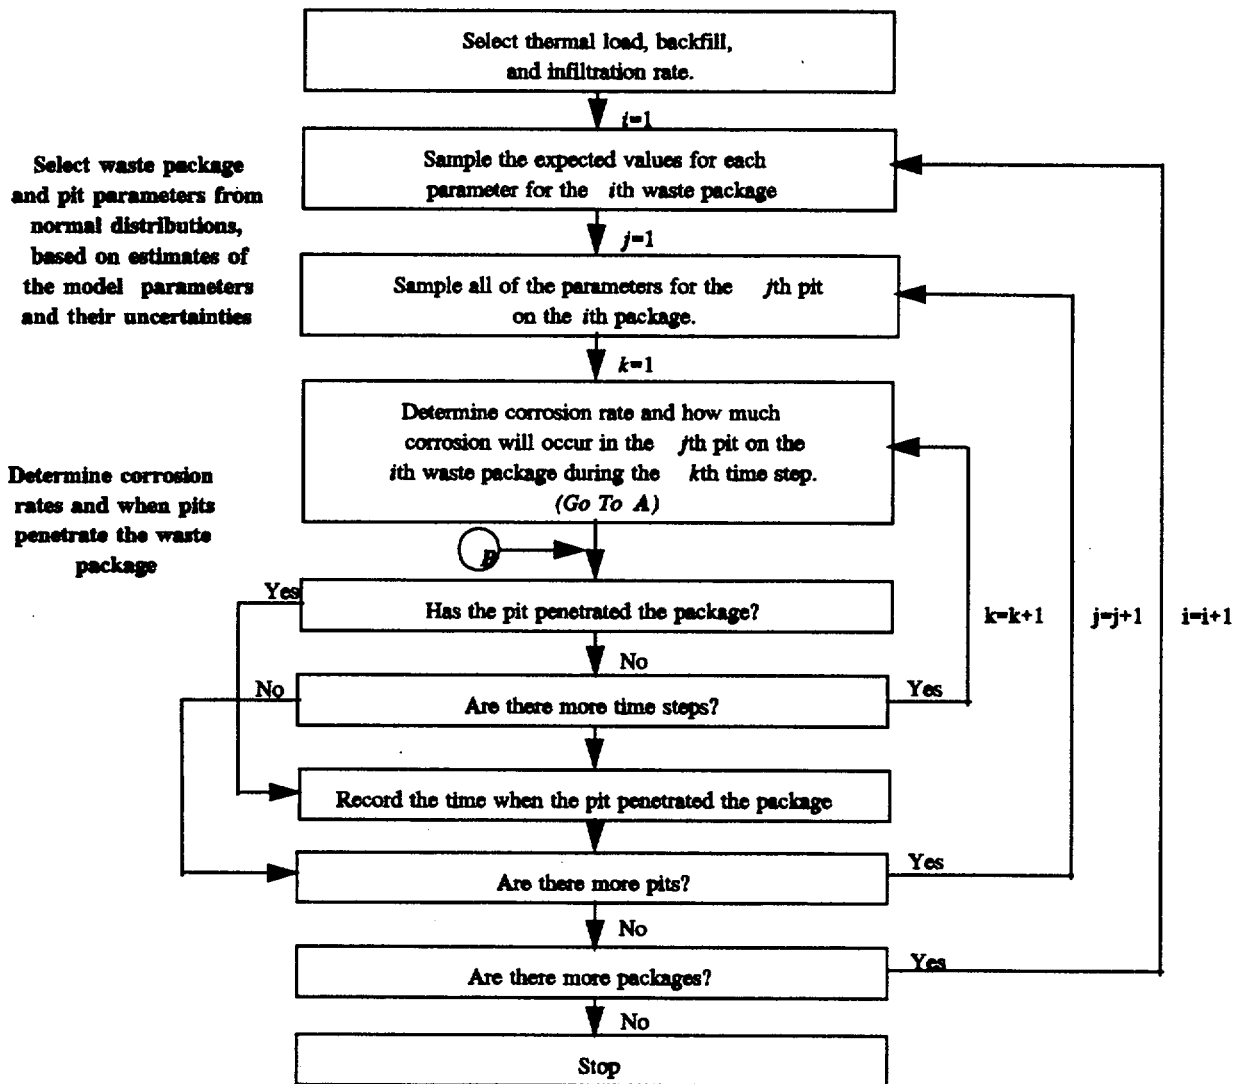 Select thermal load, backfill,
and infiltration rate.
i=1
Sample the expected values for each
parameter for the ith waste package
Select waste package
and pit parameters from
normal distributions,
based on estimates of
the model parameters
and their uncertainties
j=1
Sample all of the parameters for the jth pit
on the ith package.
k=1
Determine corrosion rate and how much
corrosion will occur in the jth pit on the
ith waste package during the kth time step.
(Go To A)
Determine corrosion
rates and when pits
penetrate the waste
package
Yes
Has the pit penetrated the package?
k=k+1
j=j+1
i=i+1
No
No
Are there more time steps?
Yes
Record the time when the pit penetrated the package
Are there more pits?
Yes
No
Are there more packages?
Yes
No
Stop